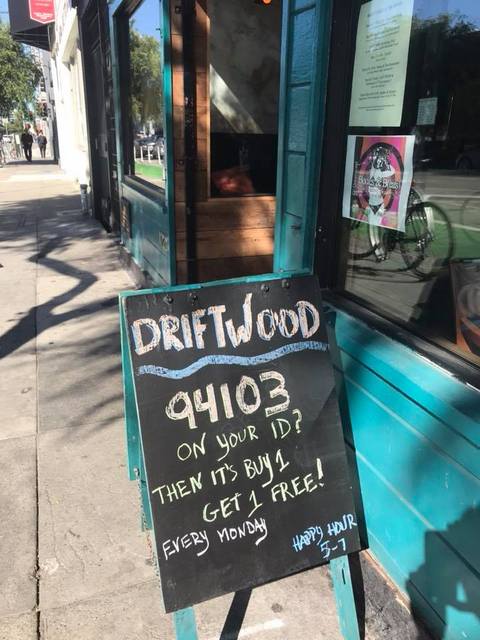 DRIFTWOOD
94103
ON YOUR ID?
THEN IT'S BUY 1
GET 1 FREE!
EVERY MONDAY
HAPPY HOUR
5-7